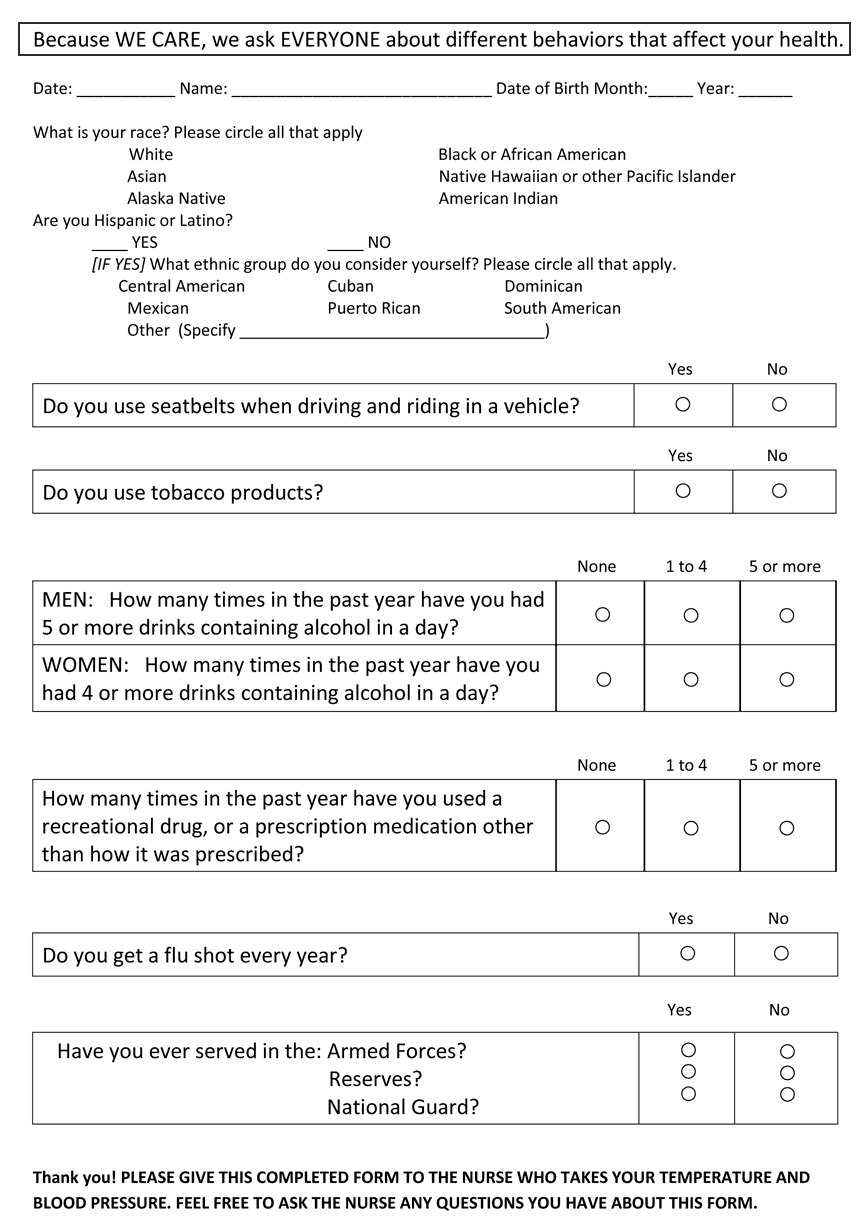 Because WE CARE, we ask EVERYONE about different behaviors that affect your health.
Date: ___________ Name: _____________________________ Date of Birth Month:_____ Year: ______
What is your race? Please circle all that apply
White Black or African American
Asian Native Hawaiian or other Pacific Islander
Alaska Native American Indian
Are you Hispanic or Latino?
____ YES ____ NO
[IF YES] What ethnic group do you consider yourself? Please circle all that apply.
Central American Cuban Dominican
Mexican Puerto Rican South American
Other (Specify __________________________________)
Yes No
Do you use seatbelts when driving and riding in a vehicle?
Yes No
Do you use tobacco products?
None 1 to 4 5 or more
MEN: How many times in the past year have you had
5 or more drinks containing alcohol in a day?
WOMEN: How many times in the past year have you
had 4 or more drinks containing alcohol in a day?
None 1 to 4 5 or more
How many times in the past year have you used a
recreational drug, or a prescription medication other
than how it was prescribed?
Yes No
Do you get a flu shot every year?
Yes No
Have you ever served in the: Armed Forces?
Reserves?
National Guard?
Thank you! PLEASE GIVE THIS COMPLETED FORM TO THE NURSE WHO TAKES YOUR TEMPERATURE AND
BLOOD PRESSURE. FEEL FREE TO ASK THE NURSE ANY QUESTIONS YOU HAVE ABOUT THIS FORM.